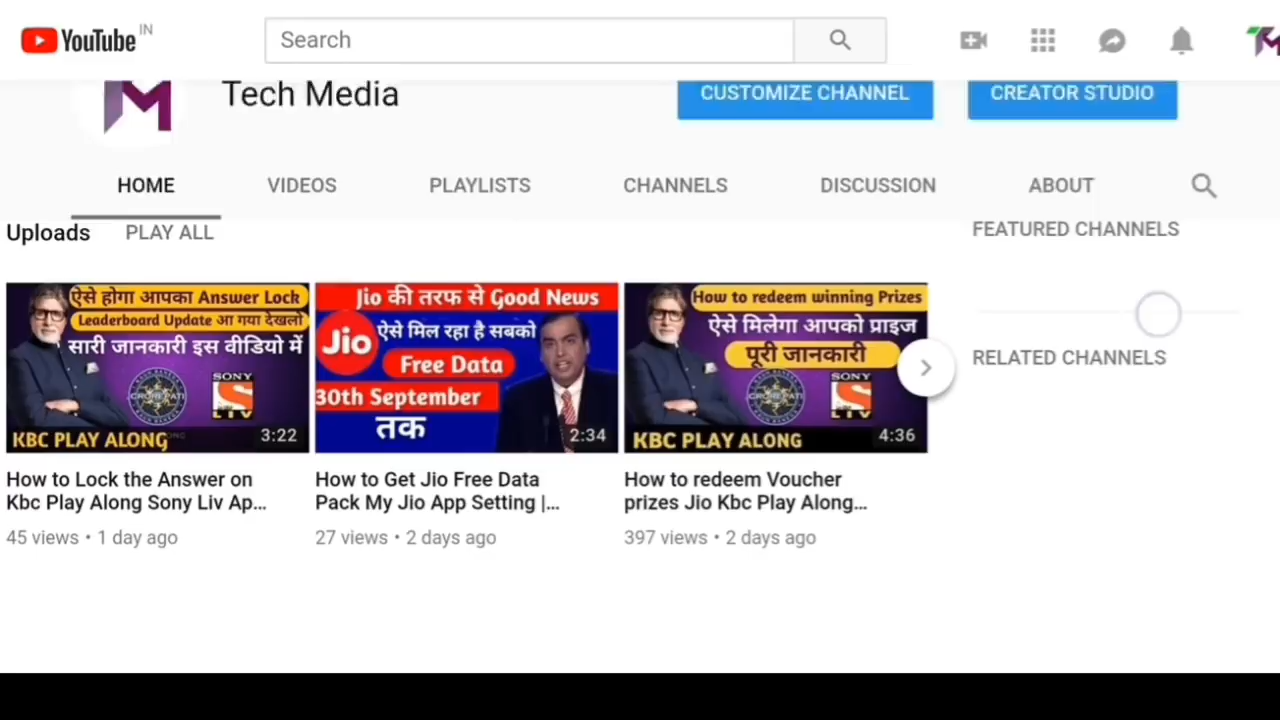 YouTube IN
Search
Tech Media
CUSTOMIZE CHANNEL
CREATOR STUDIO
HOME
VIDEOS
PLAYLISTS
CHANNELS
DISCUSSION
ABOUT
Uploads
PLAY ALL
FEATURED CHANNELS
RELATED CHANNELS
ऐसे होगा आपका Answer Lock
Leaderboard Update आ गया देखलो
सारी जानकारी इस वीडियो में
SONY
LIV
KBC PLAY ALONG
3:22
How to Lock the Answer on
Kbc Play Along Sony Liv Ap...
45 views • 1 day ago
Jio की तरफ से Good News
Jio
ऐसे मिल रहा है सबको
Free Data
30th September
तक
2:34
How to Get Jio Free Data
Pack My Jio App Setting |...
27 views • 2 days ago
How to redeem winning Prizes
ऐसे मिलेगा आपको प्राइज
पूरी जानकारी
SONY
LIV
KBC PLAY ALONG
4:36
How to redeem Voucher
prizes Jio Kbc Play Along...
397 views • 2 days ago